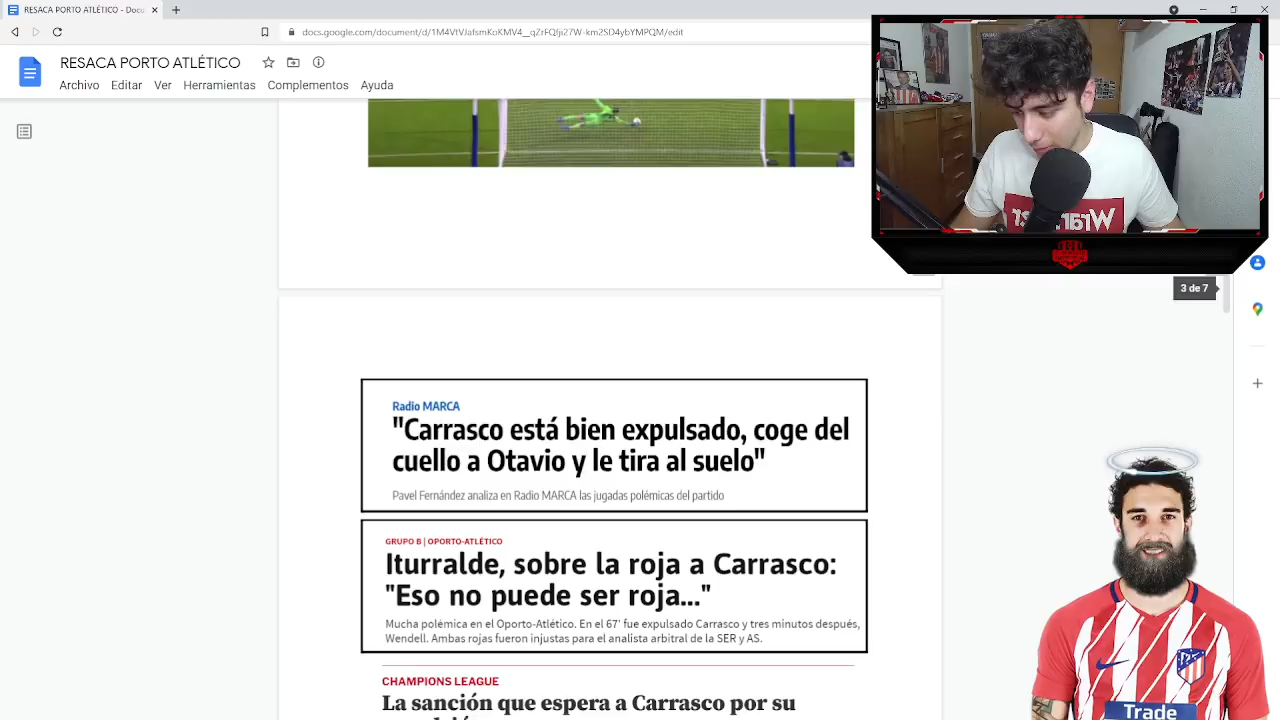 RESACA PORTO ATLÉTICO - Docu
docs.google.com/document/d/1M4VtVJafsmKoKMV4__qZrFQfji27W-km2SD4ybYMPQM/edit
RESACA PORTO ATLÉTICO
Archivo Editar Ver Herramientas Complementos Ayuda
3 de 7
Radio MARCA
"Carrasco está bien expulsado, coge del
cuello a Otavio y le tira al suelo"
Pavel Fernández analiza en Radio MARCA las jugadas polémicas del partido
GRUPO B | OPORTO-ATLÉTICO
Iturralde, sobre la roja a Carrasco:
"Eso no puede ser roja..."
Mucha polémica en el Oporto-Atlético. En el 67' fue expulsado Carrasco y tres minutos después,
Wendell. Ambas rojas fueron injustas para el analista arbitral de la SER y AS.
CHAMPIONS LEAGUE
La sanción que espera a Carrasco por su
Trade